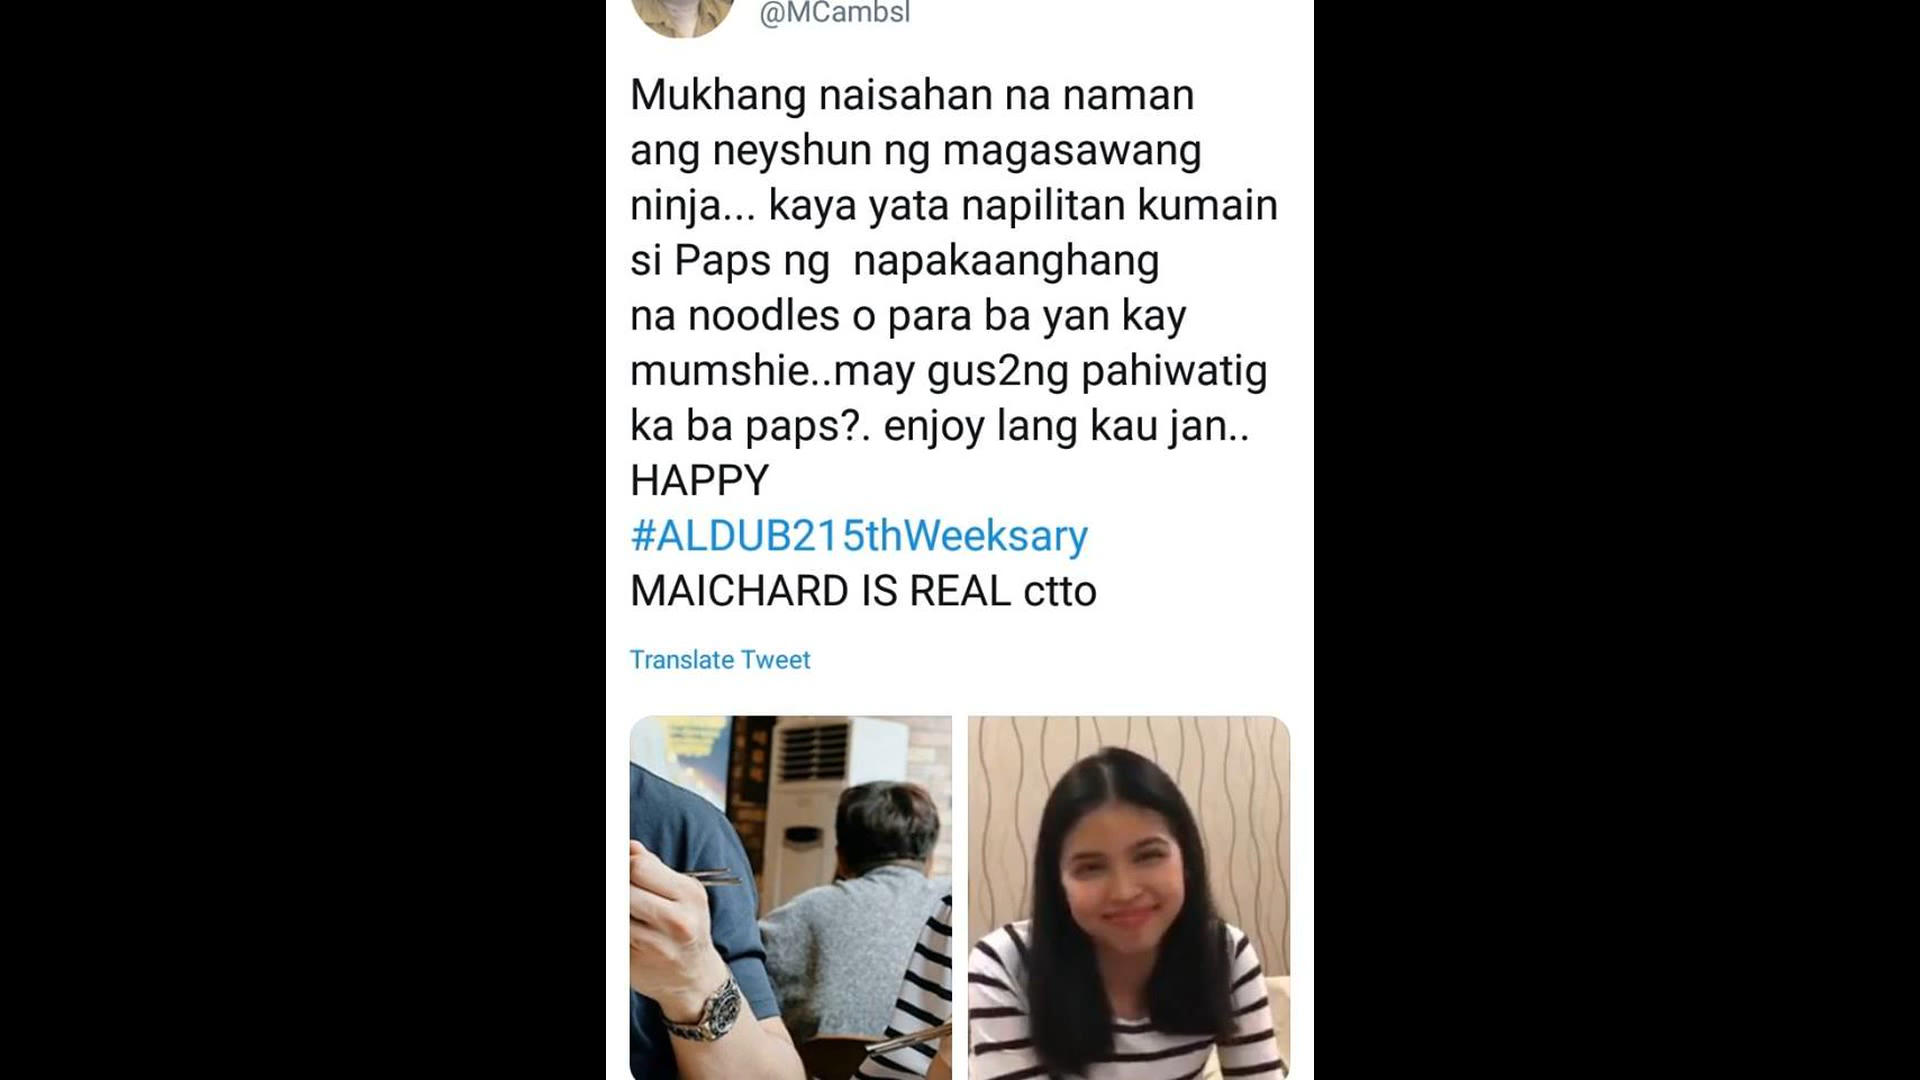 @MCambsl
Mukhang naisahan na naman
ang neyshun ng magasawang
ninja... kaya yata napilitan kumain
si Paps ng  napakaanghang
na noodles o para ba yan kay
mumshie..may gus2ng pahiwatig
ka ba paps?. enjoy lang kau jan..
HAPPY
#ALDUB215thWeeksary
MAICHARD IS REAL ctto
Translate Tweet